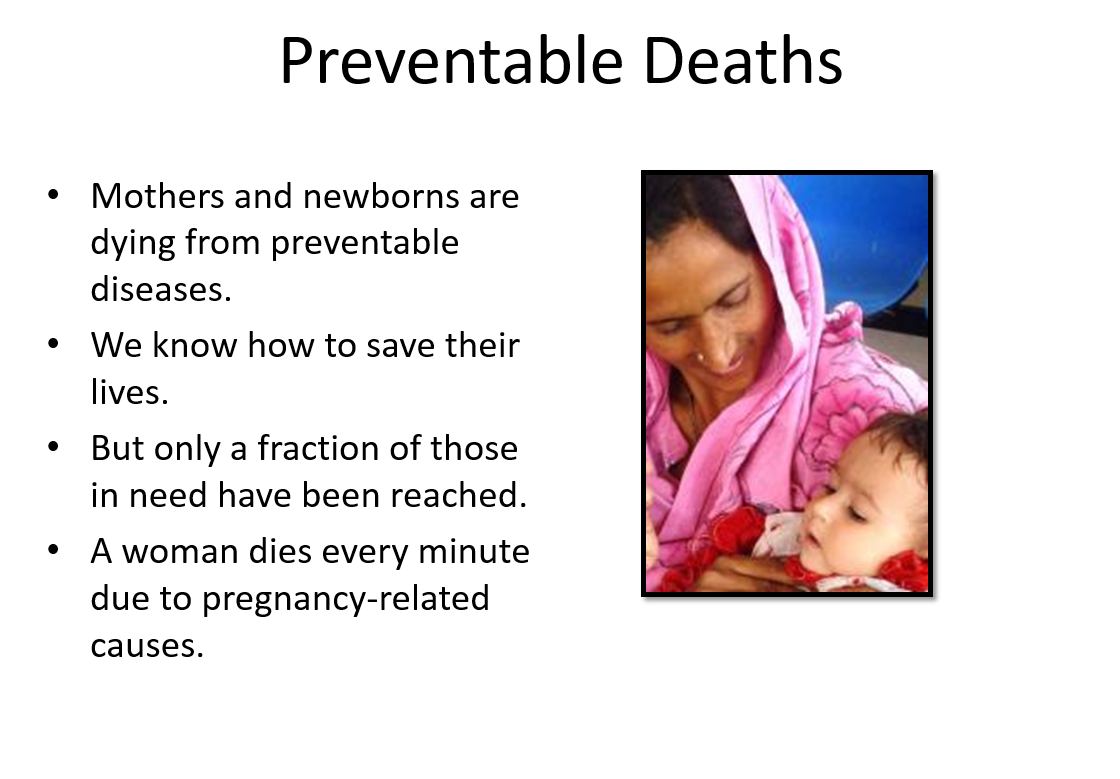 Preventable Deaths
• Mothers and newborns are
dying from preventable
diseases.
• We know how to save their
lives.
• But only a fraction of those
in need have been reached.
• A woman dies every minute
due to pregnancy-related
causes.